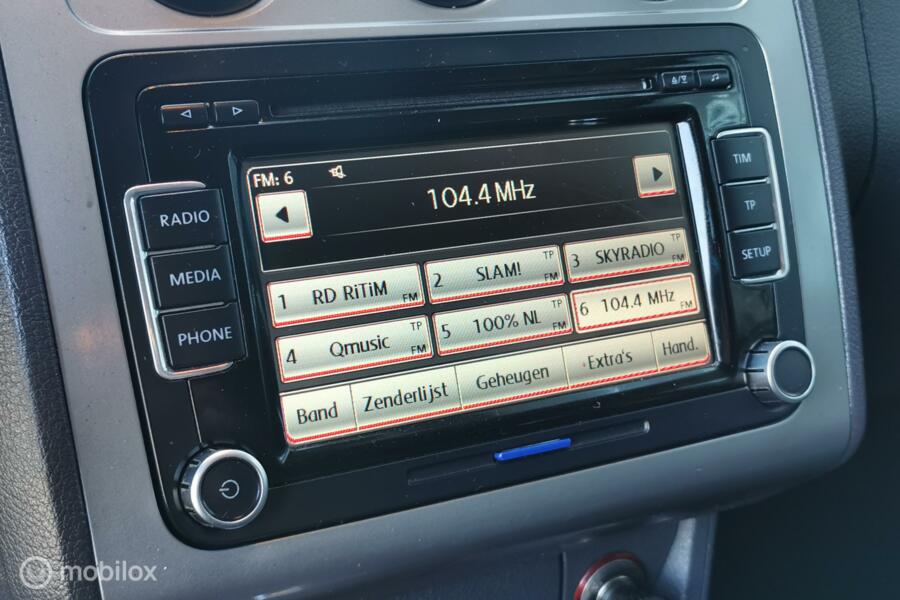 FM: 6
104.4 MHz
RADIO
MEDIA
PHONE
TIM
TP
SETUP
1 RD RiTiM FM
2 SLAM! TP FM
3 SKYRADIO TP FM
4 Qmusic TP FM
5 100% NL TP FM
6 104.4 MHz FM
Band Zenderlijst Geheugen Extra's Hand.
mobilox